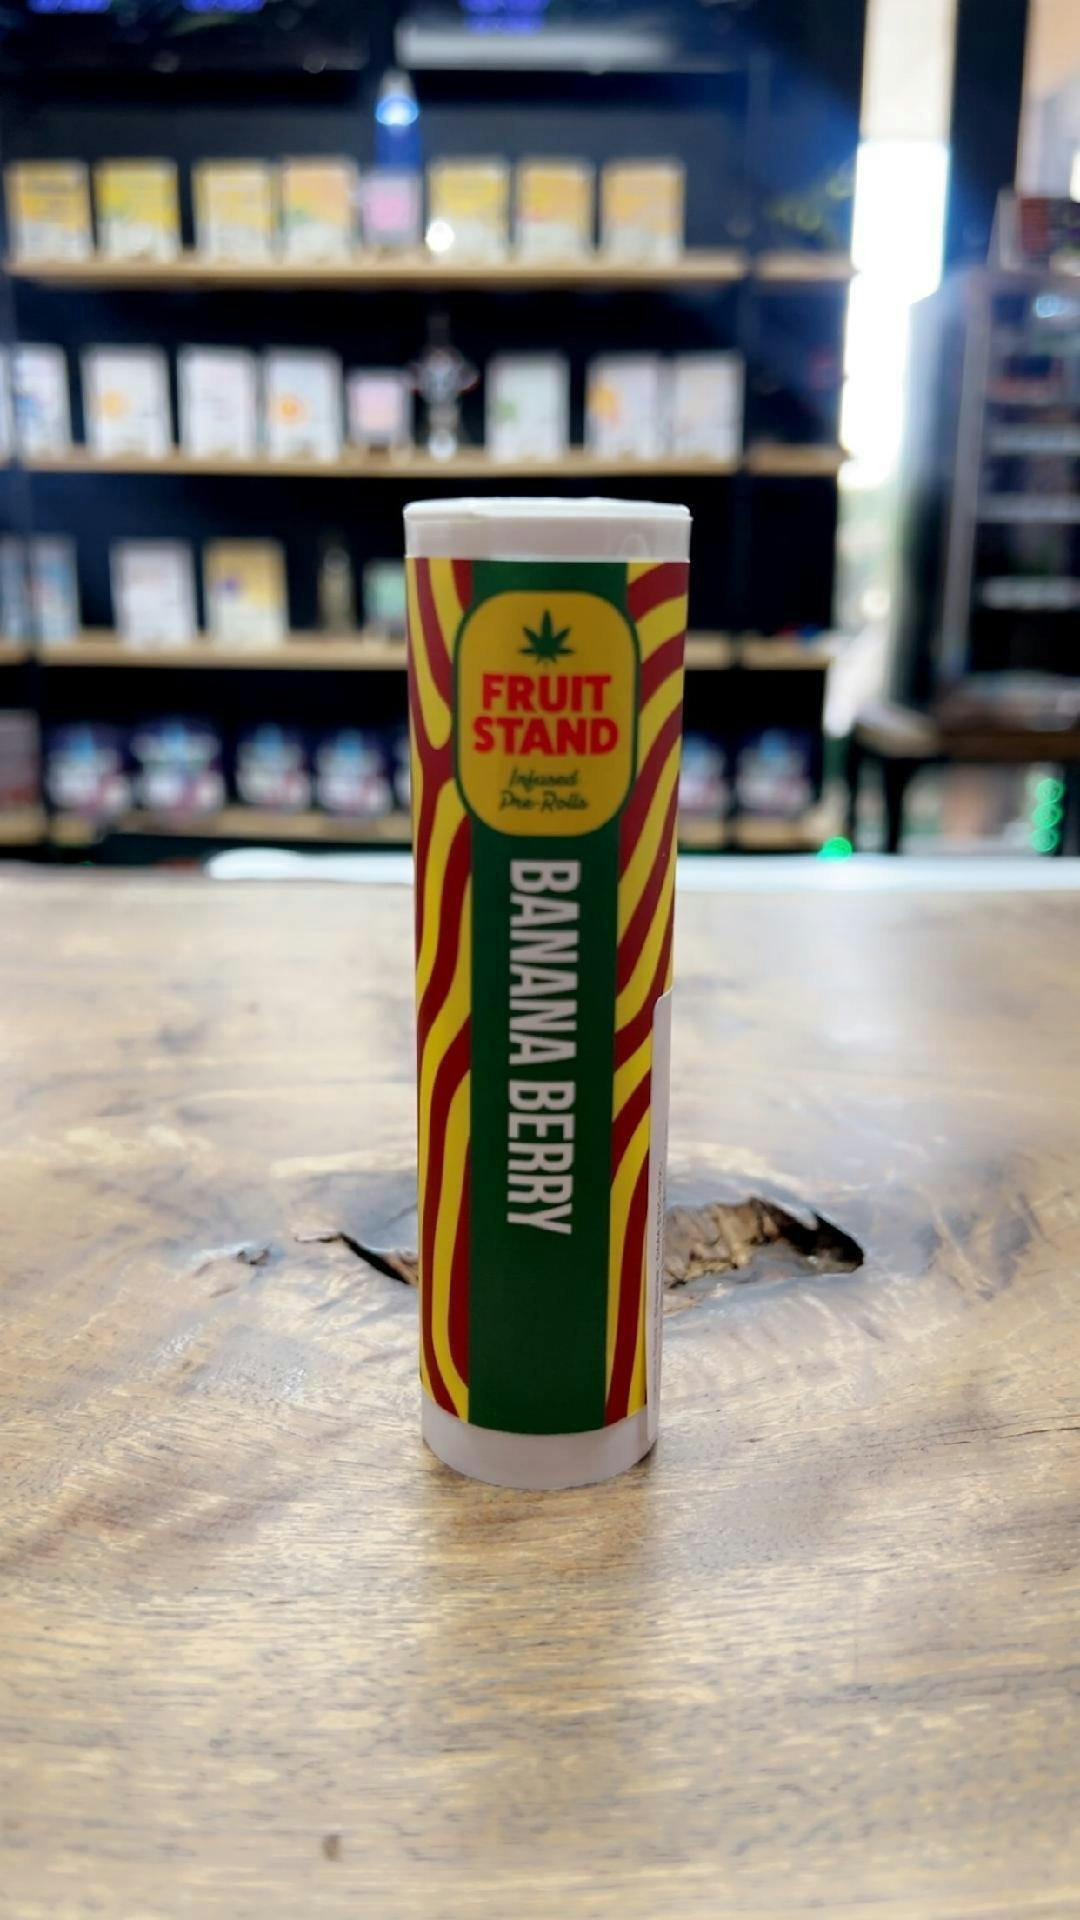 FRUIT
STAND
Infused
Pre-Rolls
BANANA BERRY